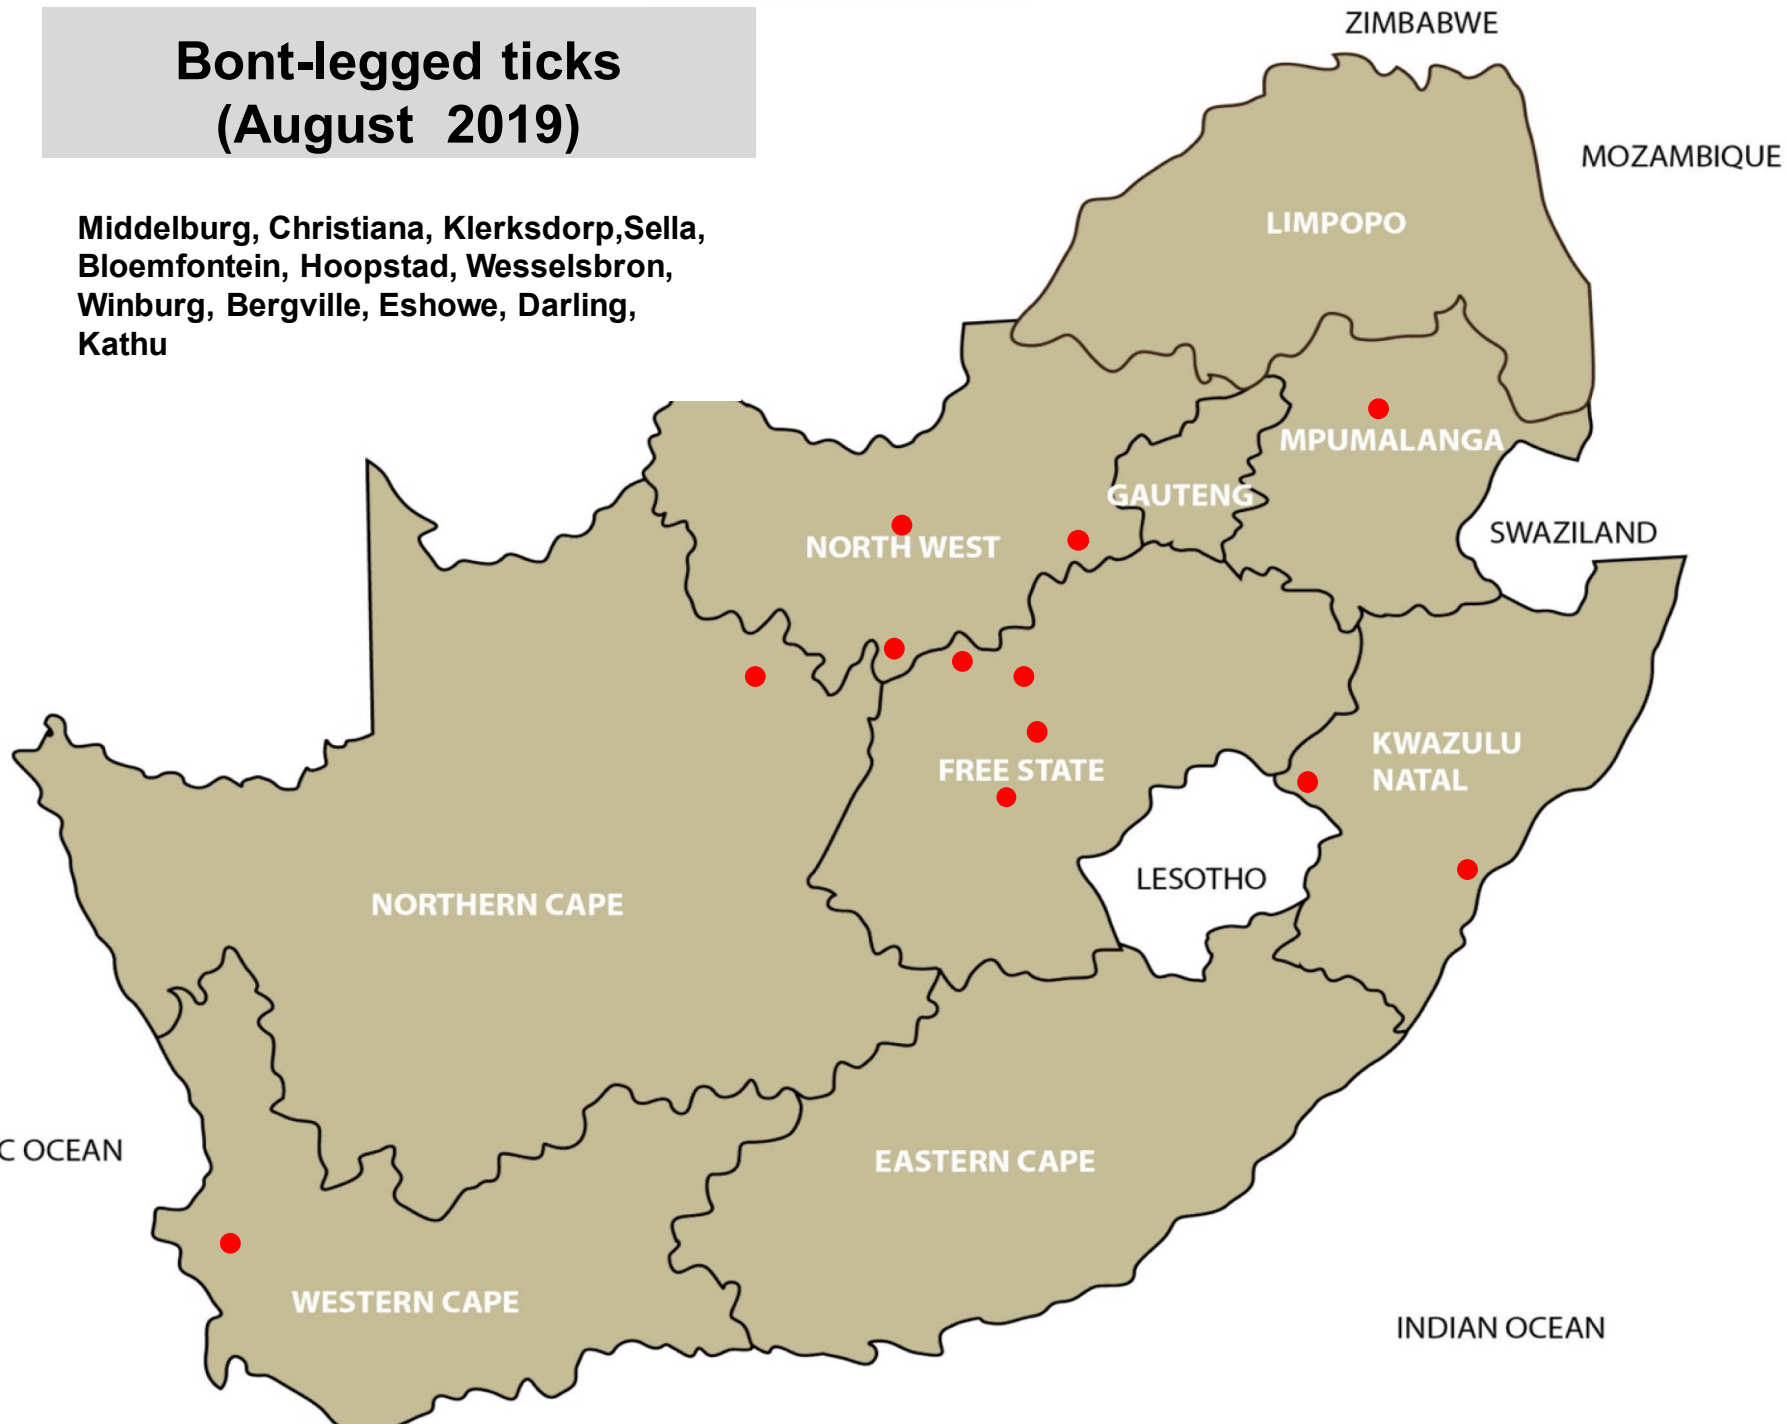 Bont-legged ticks
(August 2019)
Middelburg, Christiana, Klerksdorp,Sella,
Bloemfontein, Hoopstad, Wesselsbron,
Winburg, Bergville, Eshowe, Darling,
Kathu
ZIMBABWE
MOZAMBIQUE
LIMPOPO
MPUMALANGA
GAUTENG
SWAZILAND
NORTH WEST
KWAZULU
NATAL
FREE STATE
LESOTHO
NORTHERN CAPE
C OCEAN
EASTERN CAPE
WESTERN CAPE
INDIAN OCEAN